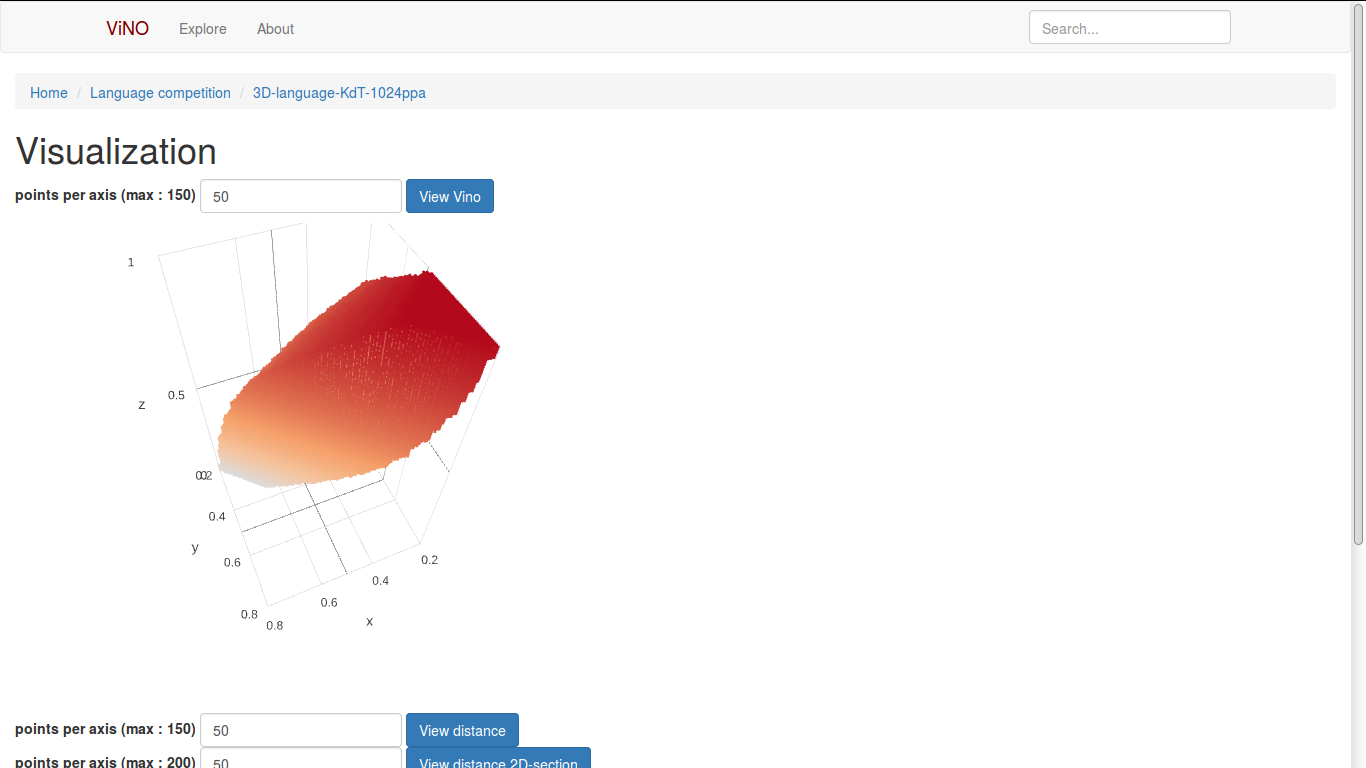 ViNO Explore About Search...
Home / Language competition / 3D-language-KdT-1024ppa
Visualization
points per axis (max : 150) 50 View Vino
1
0.5
z
0.2
0.4
y
0.6
0.8
0.2
0.4
0.6
0.8
x
points per axis (max : 150) 50 View distance
points per axis (max : 200) 50 View distance 2D-section